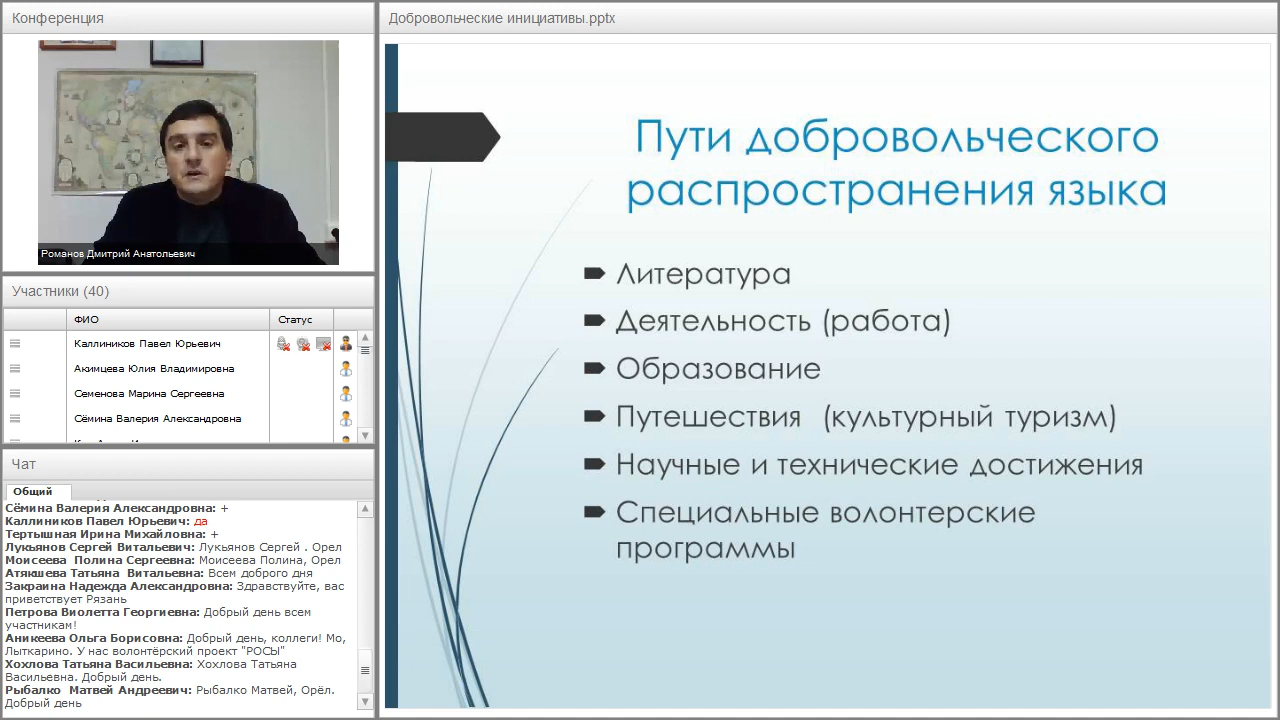 Конференция
Романов Дмитрий Анатольевич
Участники (40)
ФИО
Статус
Каллиников Павел Юрьевич
Акимцева Юлия Владимировна
Семенова Марина Сергеевна
Сёмина Валерия Александровна
Чат
Общий
Сёмина Валерия Александровна: +
Каллиников Павел Юрьевич: да
Тертышная Ирина Михайловна: +
Лукьянов Сергей Витальевич: Лукьянов Сергей . Орел
Моисеева  Полина Сергеевна: Моисеева Полина, Орел
Атякшева Татьяна  Витальевна: Всем доброго дня
Закраина Надежда Александровна: Здравствуйте, вас
приветствует Рязань
Петрова Виолетта Георгиевна: Добрый день всем
участникам!
Аникеева Ольга Борисовна: Добрый день, коллеги! Мо,
Лыткарино. У нас волонтёрский проект "РОСЫ"
Хохлова Татьяна Васильевна: Хохлова Татьяна
Васильевна. Добрый день.
Рыбалко  Матвей Андреевич: Рыбалко Матвей, Орёл.
Добрый день
Добровольческие инициативы.pptx
Пути добровольческого
распространения языка
Литература
Деятельность (работа)
Образование
Путешествия  (культурный туризм)
Научные и технические достижения
Специальные волонтерские
программы